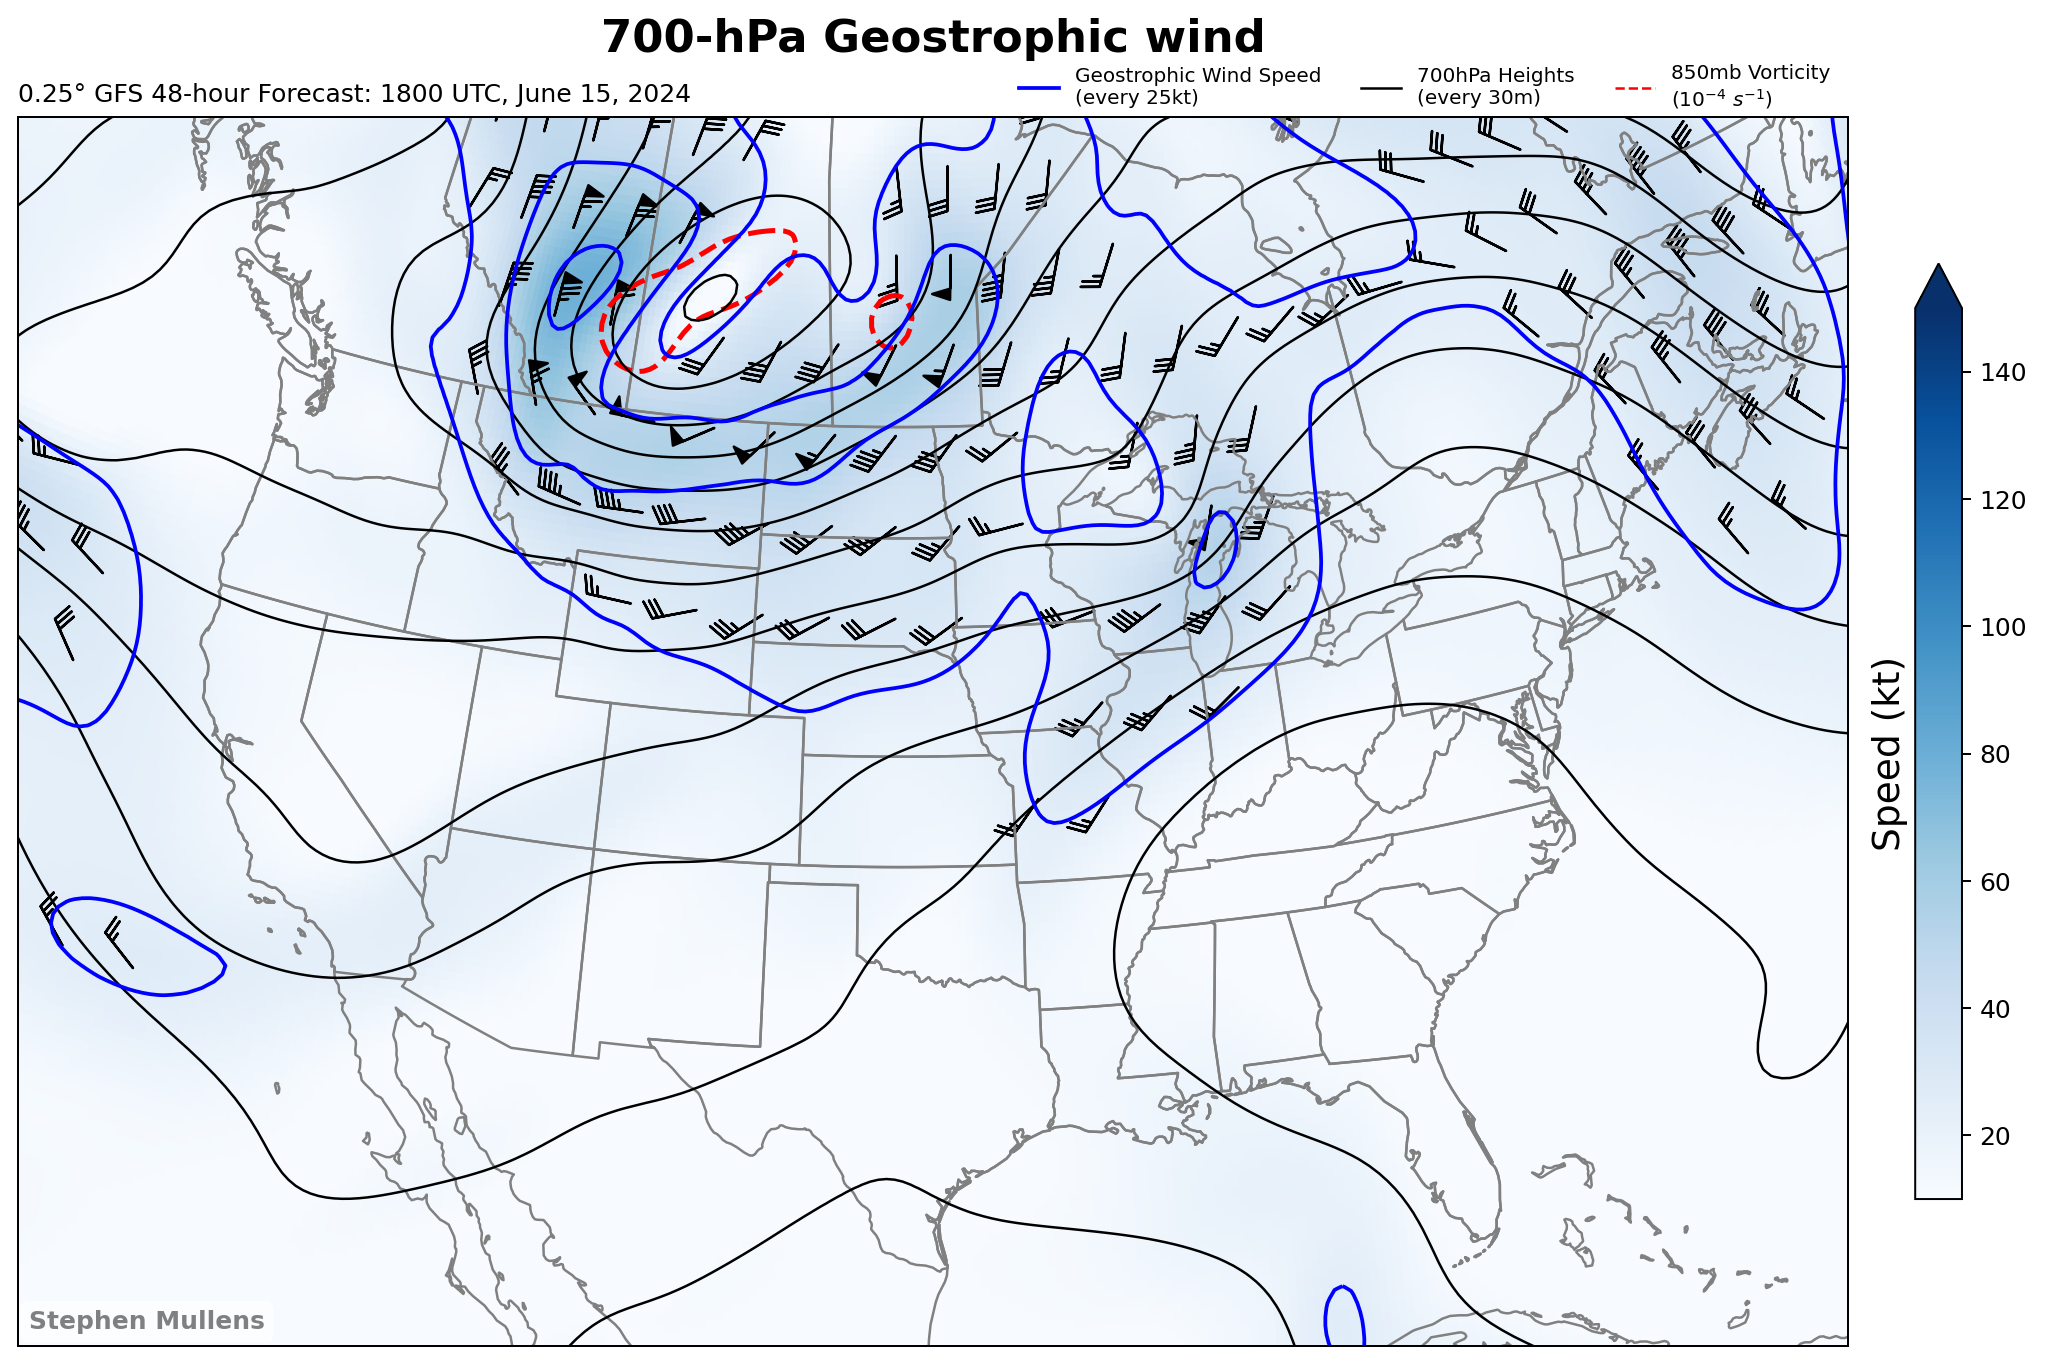 700-hPa Geostrophic wind
0.25° GFS 48-hour Forecast: 1800 UTC, June 15, 2024
Geostrophic Wind Speed
(every 25kt)
700hPa Heights
(every 30m)
850mb Vorticity
(10⁻⁴ s⁻¹)
140
120
100
80
60
40
20
Speed (kt)
Stephen Mullens